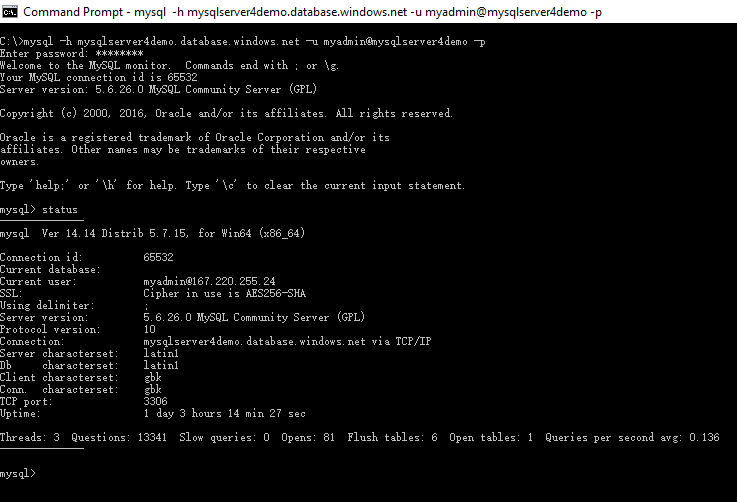 Command Prompt - mysql -h mysqlserver4demo.database.windows.net -u myadmin@mysqlserver4demo -p
C:\>mysql -h mysqlserver4demo.database.windows.net -u myadmin@mysqlserver4demo -p
Enter password: ********
Welcome to the MySQL monitor.  Commands end with ; or \g.
Your MySQL connection id is 65532
Server version: 5.6.26.0 MySQL Community Server (GPL)
Copyright (c) 2000, 2016, Oracle and/or its affiliates. All rights reserved.
Oracle is a registered trademark of Oracle Corporation and/or its
affiliates. Other names may be trademarks of their respective
owners.
Type 'help;' or '\h' for help. Type '\c' to clear the current input statement.
mysql> status
--------------
mysql  Ver 14.14 Distrib 5.7.15, for Win64 (x86_64)
Connection id:          65532
Current database:
Current user:           myadmin@167.220.255.24
SSL:                    Cipher in use is AES256-SHA
Using delimiter:        ;
Server version:         5.6.26.0 MySQL Community Server (GPL)
Protocol version:       10
Connection:             mysqlserver4demo.database.windows.net via TCP/IP
Server characterset:    latin1
Db     characterset:    latin1
Client characterset:    gbk
Conn.  characterset:    gbk
TCP port:               3306
Uptime:                 1 day 3 hours 14 min 27 sec
Threads: 3  Questions: 13341  Slow queries: 0  Opens: 81  Flush tables: 6  Open tables: 1  Queries per second avg: 0.136
--------------
mysql>